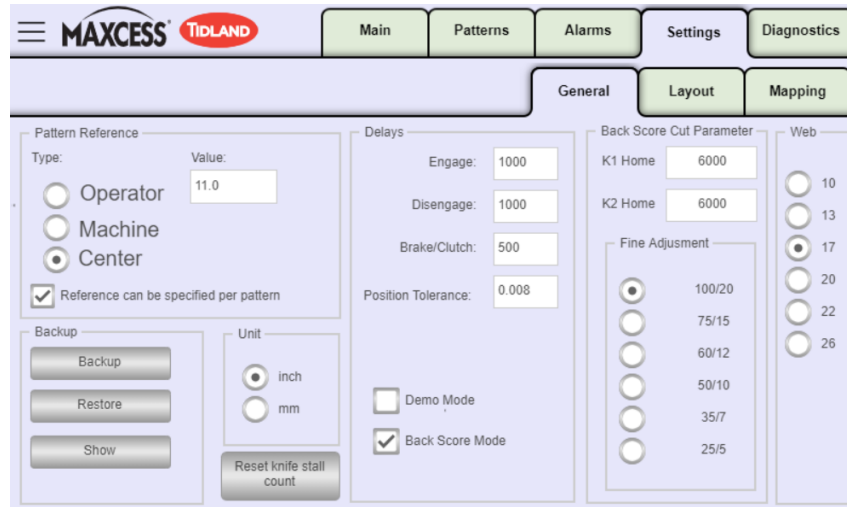 MAXCESS TIDLAND Main Patterns Alarms Settings Diagnostics
General Layout Mapping
Pattern Reference
Type: Value:
Operator 11.0
Machine
Center
Reference can be specified per pattern
Backup
Backup
Restore
Show
Unit
inch
mm
Reset knife stall
count
Delays
Engage: 1000
Disengage: 1000
Brake/Clutch: 500
Position Tolerance: 0.008
Demo Mode
Back Score Mode
Back Score Cut Parameter
K1 Home 6000
K2 Home 6000
Fine Adjusment
100/20
75/15
60/12
50/10
35/7
25/5
Web
10
13
17
20
22
26